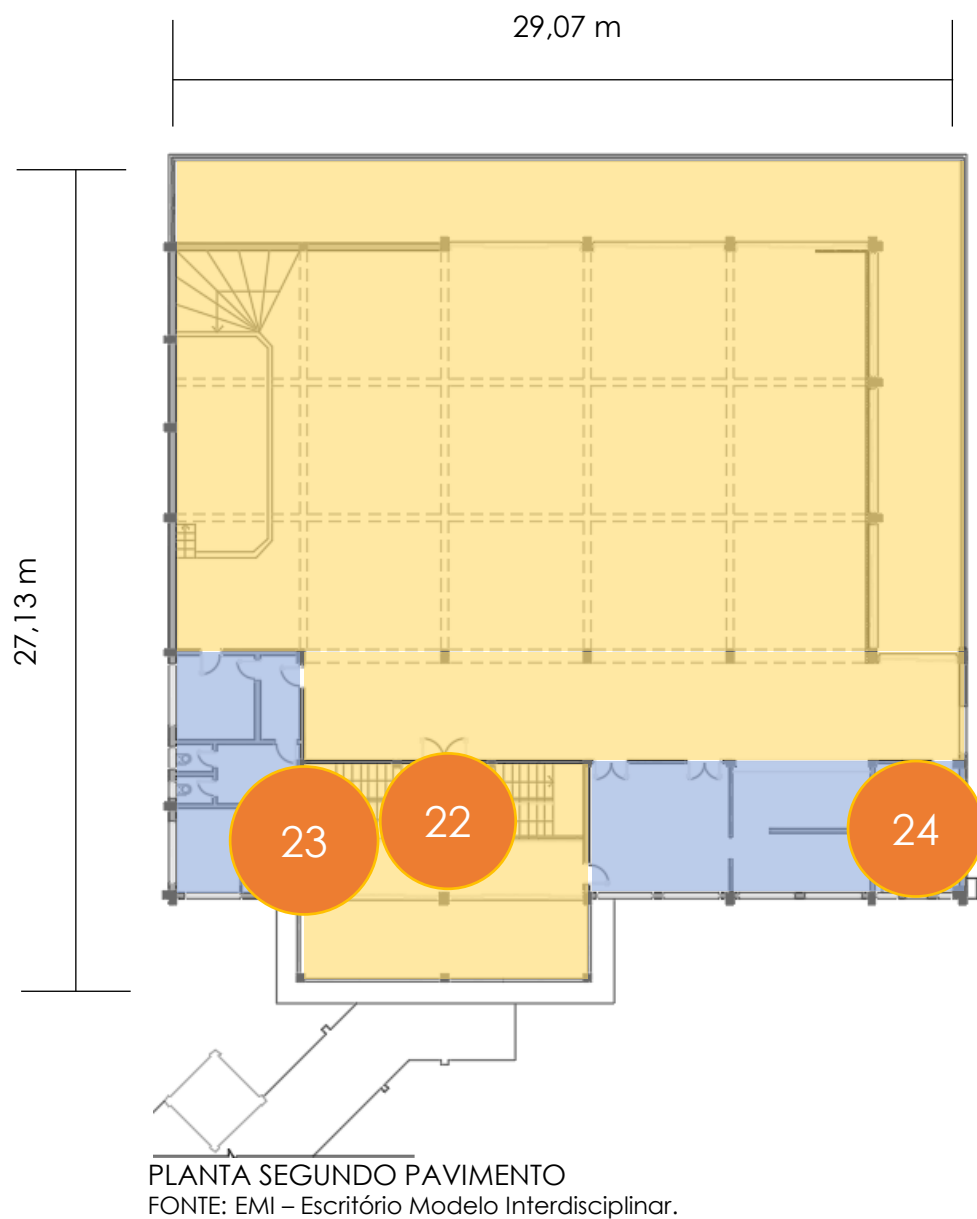 29,07 m
27,13 m
23
22
24
PLANTA SEGUNDO PAVIMENTO
FONTE: EMI – Escritório Modelo Interdisciplinar.